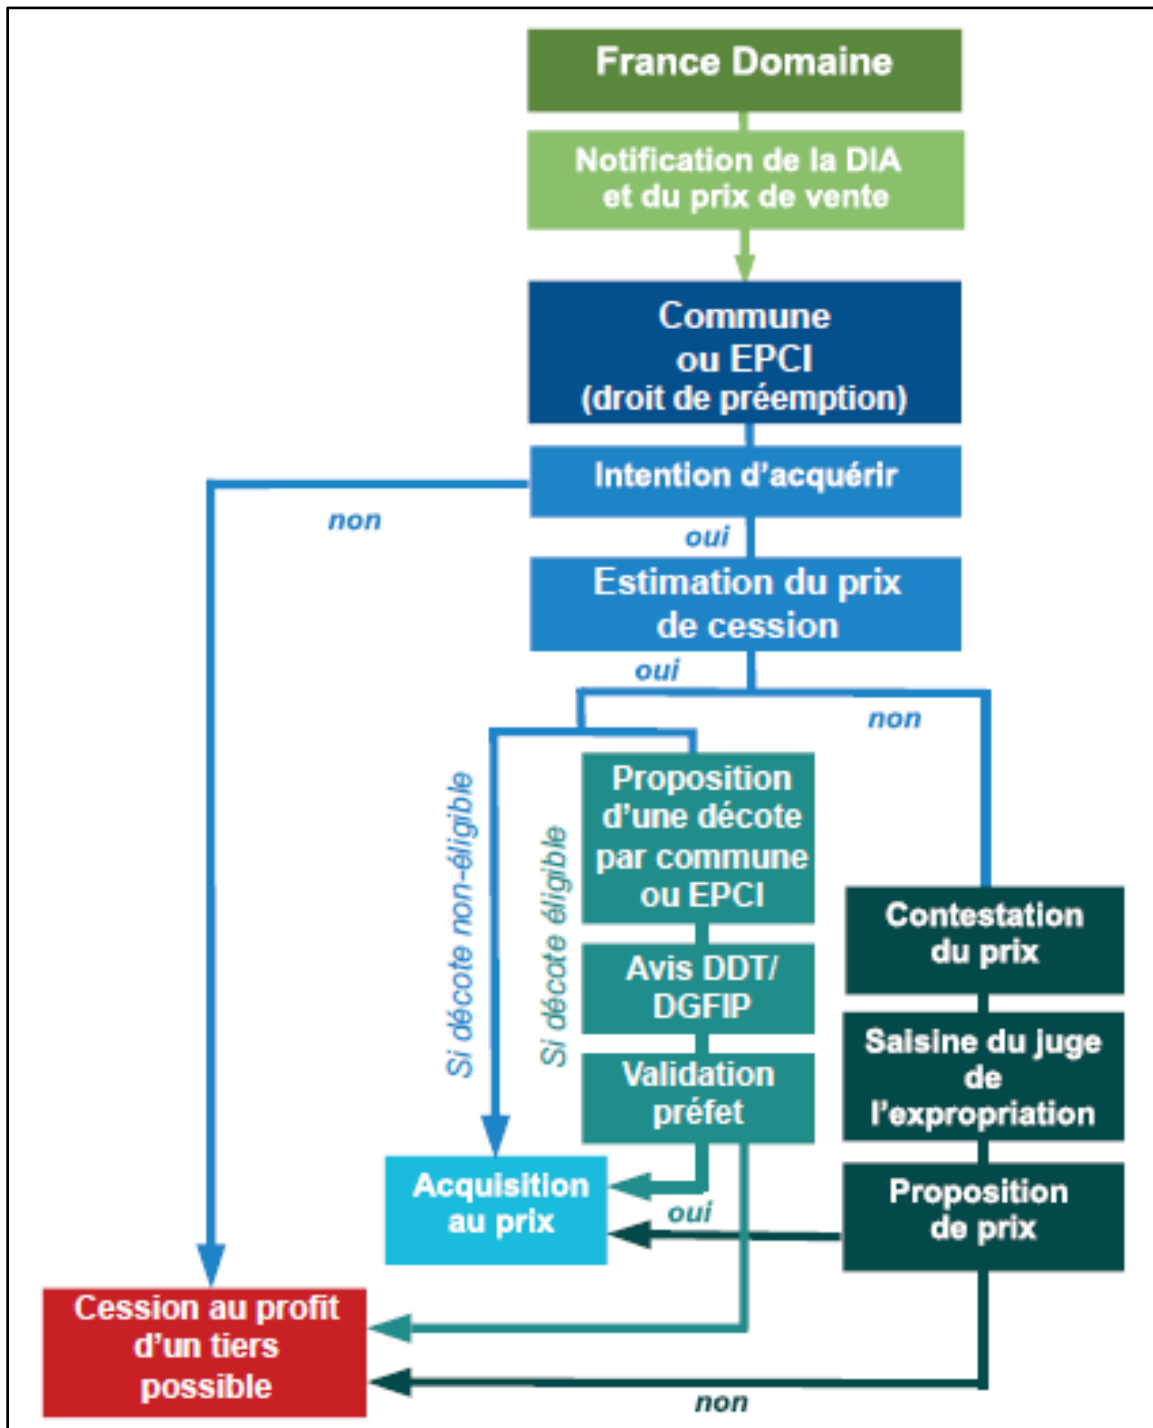 France Domaine
Notification de la DIA
et du prix de vente
Commune
ou EPCI
(droit de préemption)
Intention d'acquérir
non
oui
Estimation du prix
de cession
oui
non
Si décote non-éligible
Si décote éligible
Proposition
d'une décote
par commune
ou EPCI
Avis DDT/
DGFIP
Validation
préfet
Contestation
du prix
Saisine du juge
de
l'expropriation
Proposition
de prix
Acquisition
au prix
oui
Cession au profit
d'un tiers
possible
non